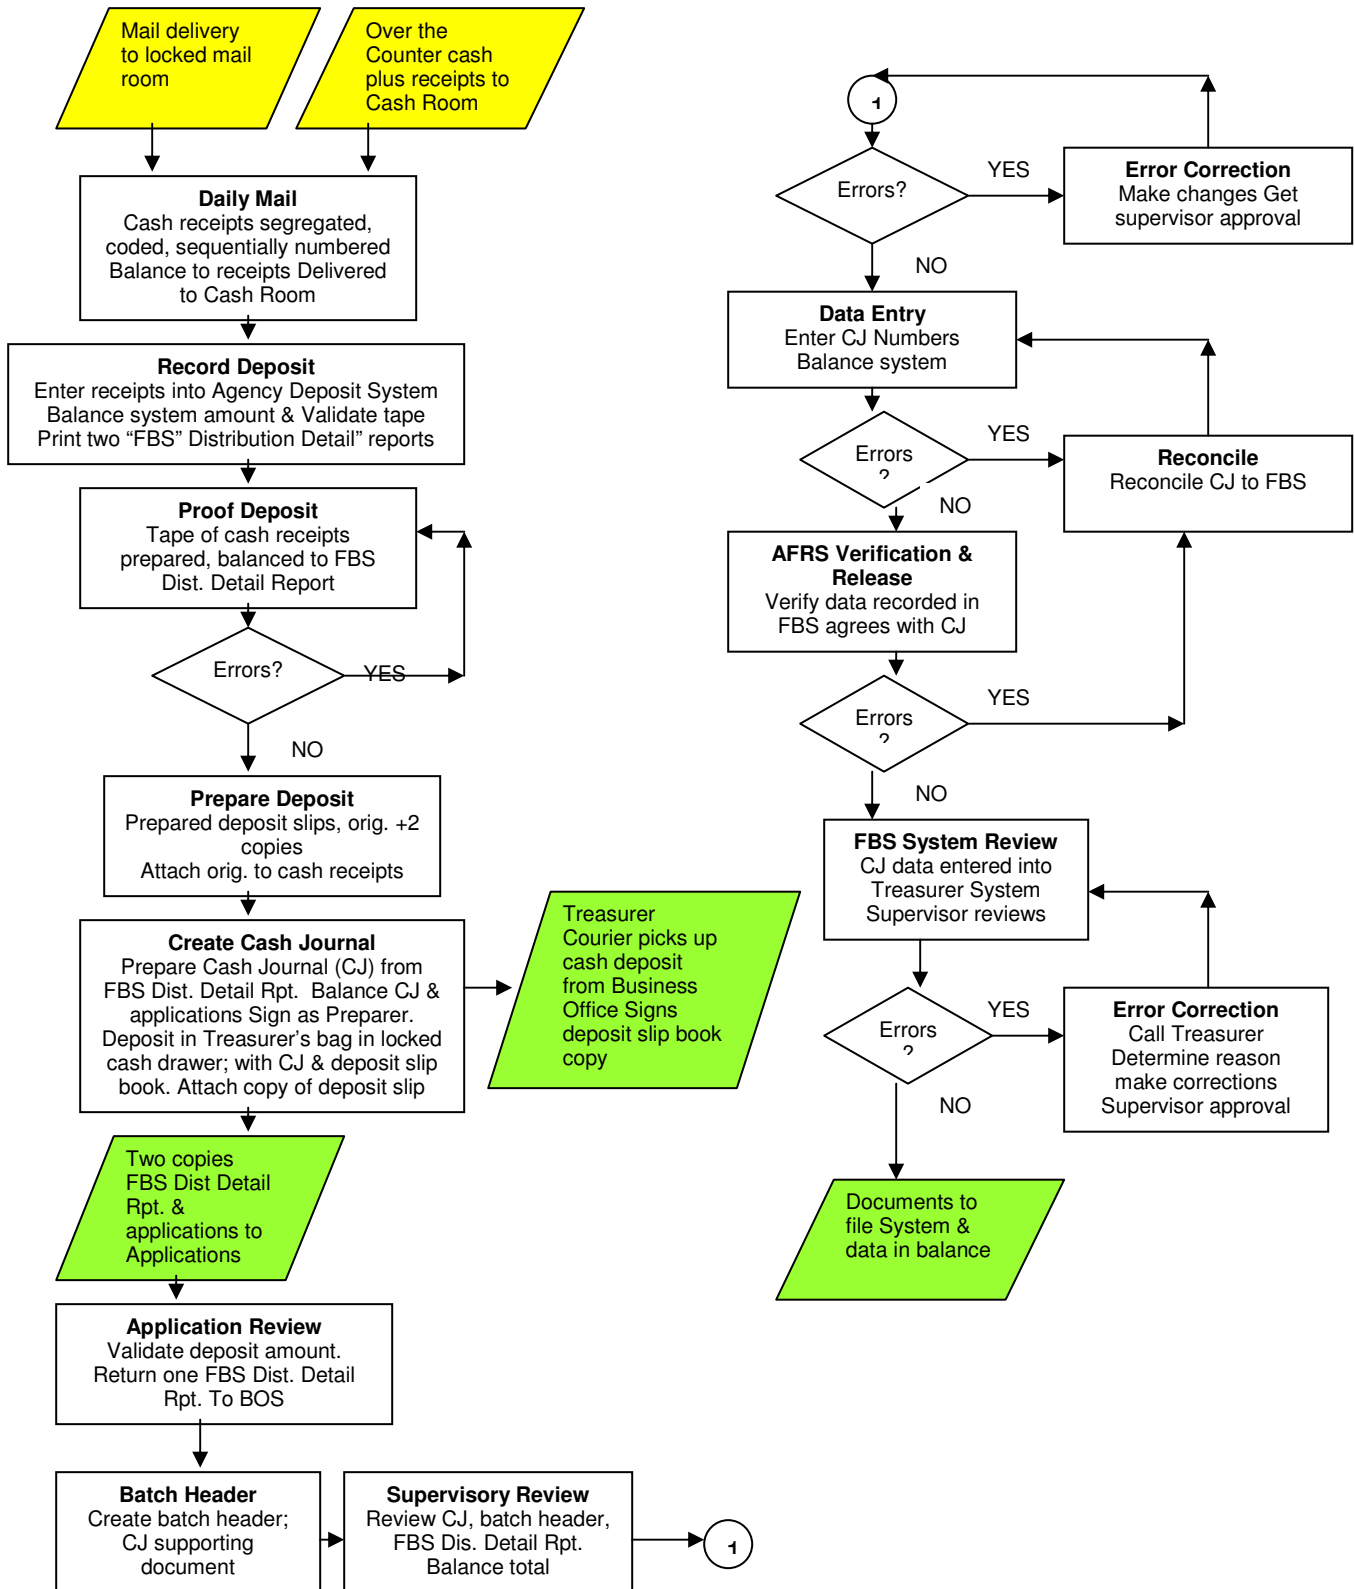 Mail delivery
to locked mail
room
Over the
Counter cash
plus receipts to
Cash Room
Daily Mail
Cash receipts segregated,
coded, sequentially numbered
Balance to receipts Delivered
to Cash Room
Record Deposit
Enter receipts into Agency Deposit System
Balance system amount & Validate tape
Print two “FBS” Distribution Detail” reports
Proof Deposit
Tape of cash receipts
prepared, balanced to FBS
Dist. Detail Report
Errors?
YES
NO
Prepare Deposit
Prepared deposit slips, orig. +2
copies
Attach orig. to cash receipts
Create Cash Journal
Prepare Cash Journal (CJ) from
FBS Dist. Detail Rpt. Balance CJ &
applications Sign as Preparer.
Deposit in Treasurer’s bag in locked
cash drawer; with CJ & deposit slip
book. Attach copy of deposit slip
Treasurer
Courier picks up
cash deposit
from Business
Office Signs
deposit slip book
copy
Two copies
FBS Dist Detail
Rpt. &
applications to
Applications
Application Review
Validate deposit amount.
Return one FBS Dist. Detail
Rpt. To BOS
Batch Header
Create batch header;
CJ supporting
document
Supervisory Review
Review CJ, batch header,
FBS Dis. Detail Rpt.
Balance total
1
1
Errors?
YES
Error Correction
Make changes Get
supervisor approval
NO
Data Entry
Enter CJ Numbers
Balance system
Errors
?
YES
Reconcile
Reconcile CJ to FBS
NO
AFRS Verification &
Release
Verify data recorded in
FBS agrees with CJ
Errors
?
YES
NO
FBS System Review
CJ data entered into
Treasurer System
Supervisor reviews
Errors
?
YES
Error Correction
Call Treasurer
Determine reason
make corrections
Supervisor approval
NO
Documents to
file System &
data in balance